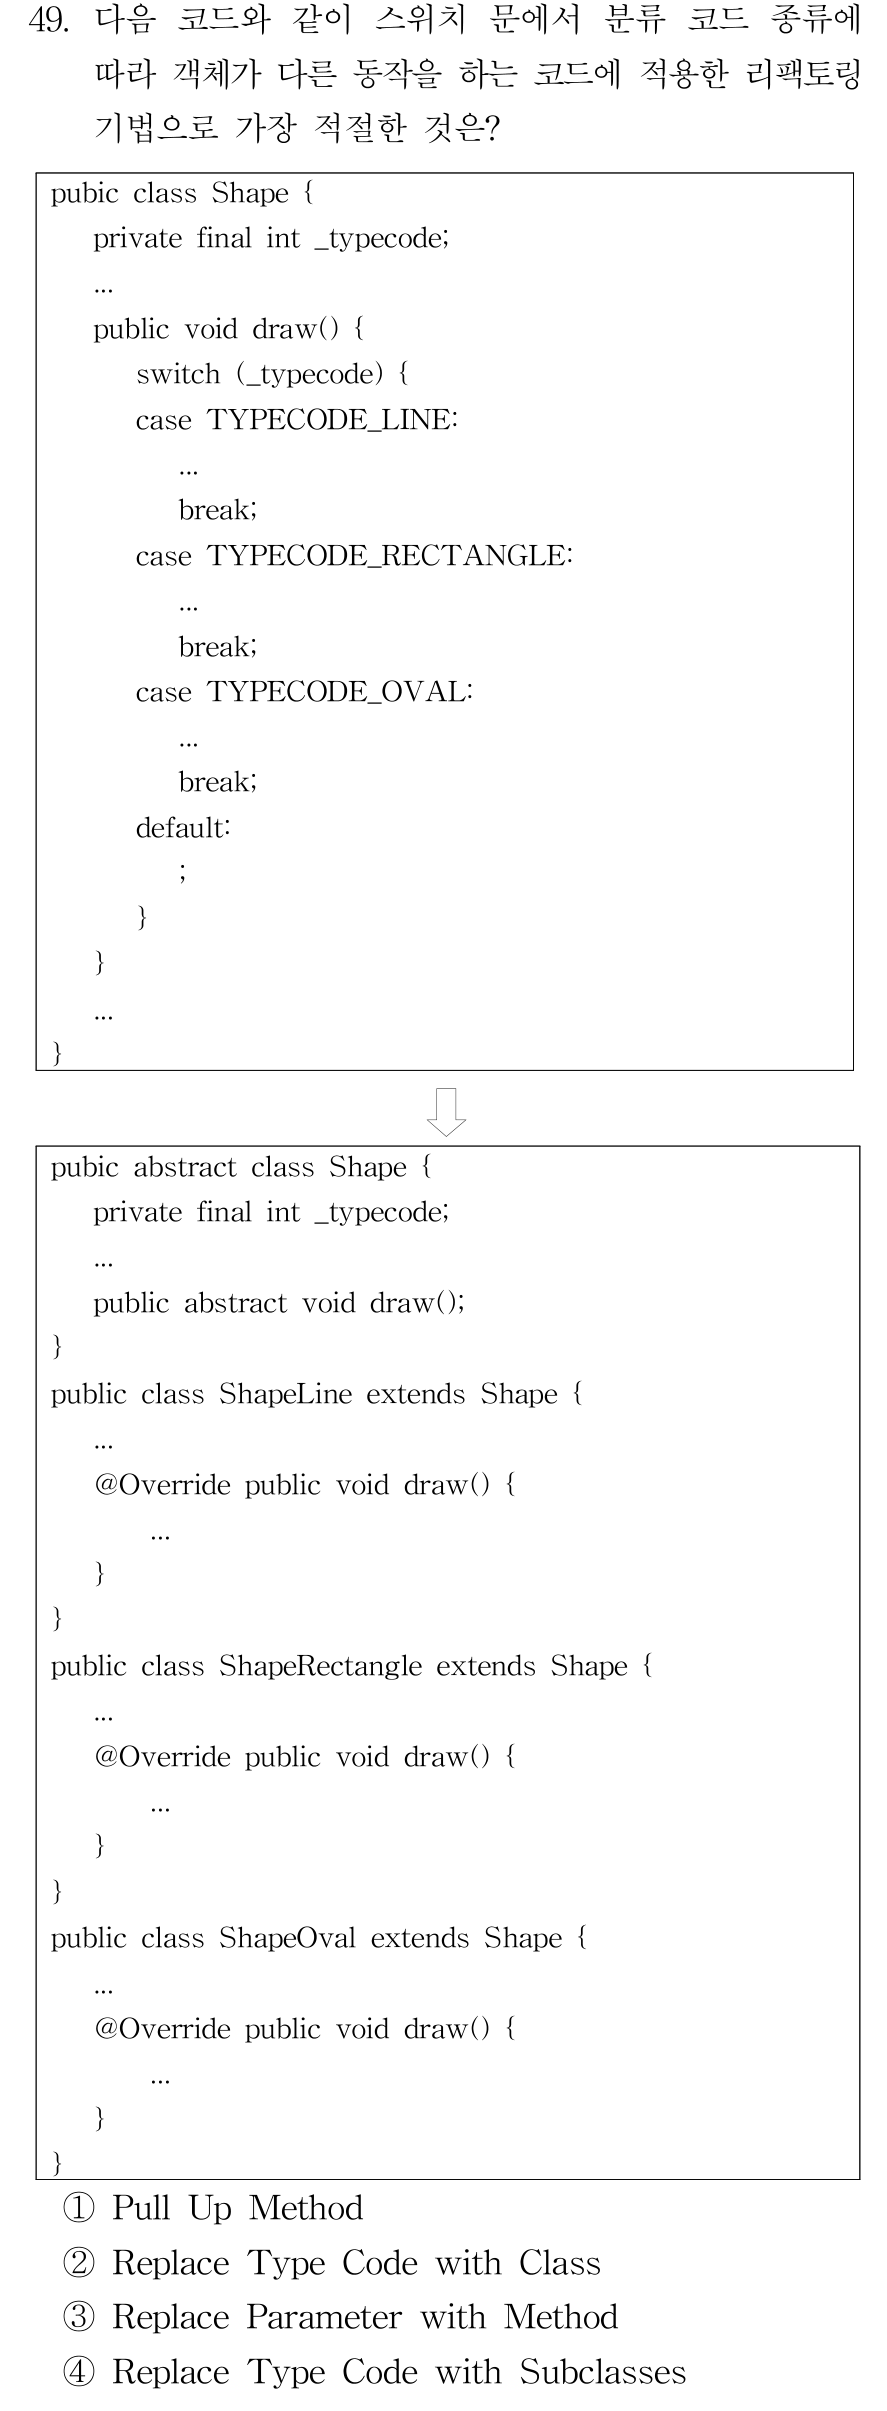 49. 다음 코드와 같이 스위치 문에서 분류 코드 종류에
따라 객체가 다른 동작을 하는 코드에 적용한 리팩토링
기법으로 가장 적절한 것은?
pubic class Shape {
private final int _typecode;
...
public void draw() {
switch (_typecode) {
case TYPECODE_LINE:
...
break;
case TYPECODE_RECTANGLE:
...
break;
case TYPECODE_OVAL:
...
break;
default:
;
}
}
...
}
pubic abstract class Shape {
private final int _typecode;
...
public abstract void draw();
}
public class ShapeLine extends Shape {
...
@Override public void draw() {
...
}
}
public class ShapeRectangle extends Shape {
...
@Override public void draw() {
...
}
}
public class ShapeOval extends Shape {
...
@Override public void draw() {
...
}
}
① Pull Up Method
② Replace Type Code with Class
③ Replace Parameter with Method
④ Replace Type Code with Subclasses